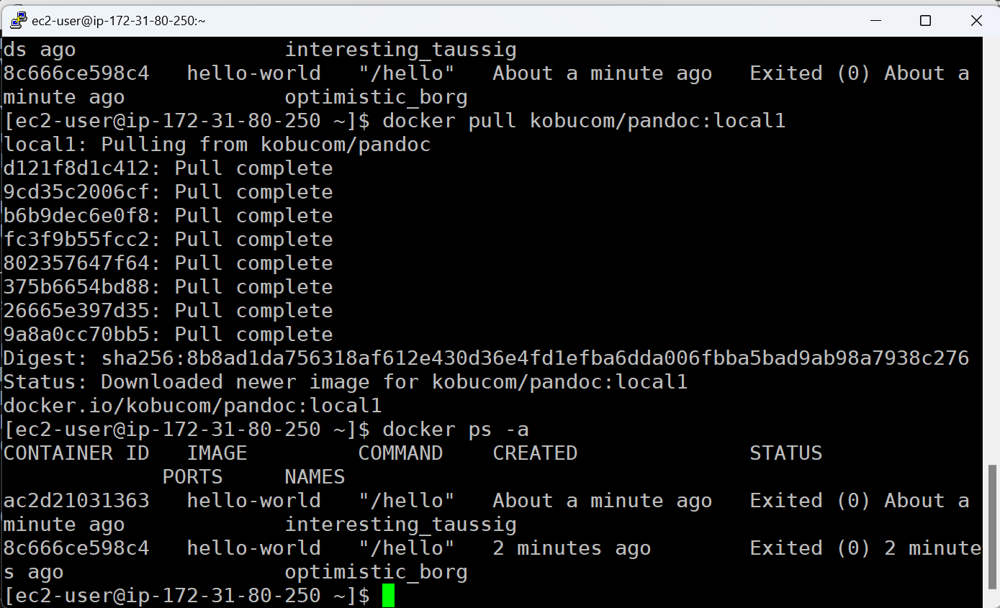 ec2-user@ip-172-31-80-250:~
ds ago                 interesting_taussig
8c666ce598c4   hello-world   "/hello"   About a minute ago   Exited (0) About a
minute ago             optimistic_borg
[ec2-user@ip-172-31-80-250 ~]$ docker pull kobucom/pandoc:local1
local1: Pulling from kobucom/pandoc
d121f8d1c412: Pull complete
9cd35c2006cf: Pull complete
b6b9dec6e0f8: Pull complete
fc3f9b55fcc2: Pull complete
802357647f64: Pull complete
375b6654bd88: Pull complete
26665e397d35: Pull complete
9a8a0cc70bb5: Pull complete
Digest: sha256:8b8ad1da756318af612e430d36e4fd1efba6dda006fbba5bad9ab98a7938c276
Status: Downloaded newer image for kobucom/pandoc:local1
docker.io/kobucom/pandoc:local1
[ec2-user@ip-172-31-80-250 ~]$ docker ps -a
CONTAINER ID   IMAGE         COMMAND    CREATED              STATUS
             PORTS     NAMES
ac2d21031363   hello-world   "/hello"   About a minute ago   Exited (0) About a
minute ago             interesting_taussig
8c666ce598c4   hello-world   "/hello"   2 minutes ago        Exited (0) 2 minute
s ago                  optimistic_borg
[ec2-user@ip-172-31-80-250 ~]$